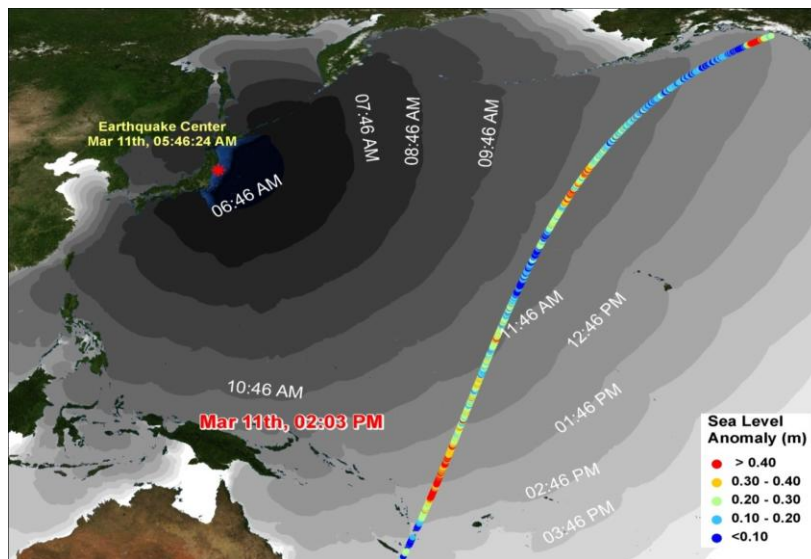 Earthquake Center
Mar 11th, 05:46:24 AM
06:46 AM
07:46 AM
08:46 AM
09:46 AM
10:46 AM
11:46 AM
12:46 PM
01:46 PM
02:46 PM
03:46 PM
Mar 11th, 02:03 PM
Sea Level
Anomaly (m)
> 0.40
0.30 - 0.40
0.20 - 0.30
0.10 - 0.20
<0.10